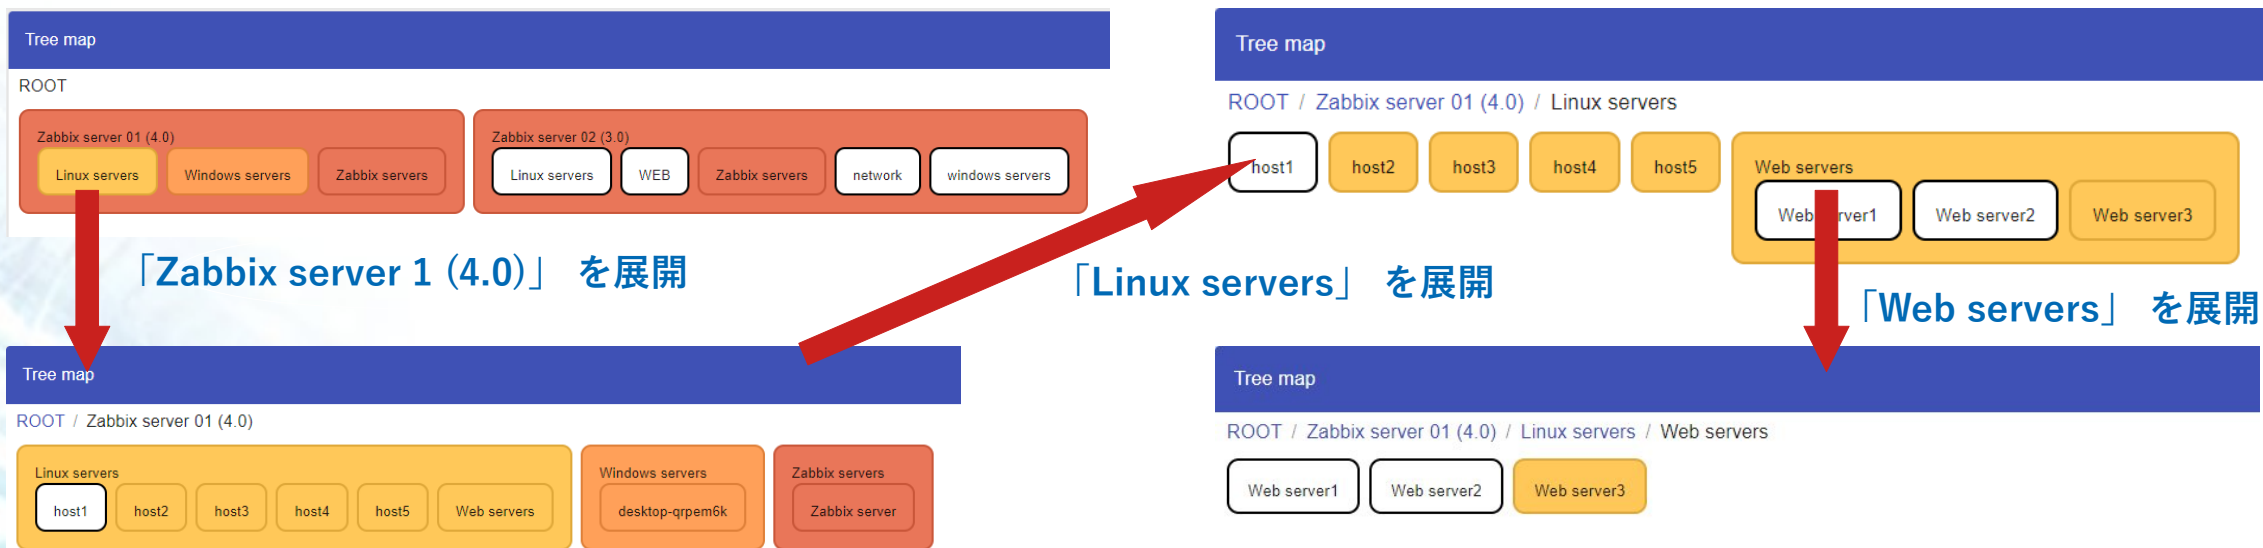 Tree map
ROOT
Zabbix server 01 (4.0)
Linux servers
Windows servers
Zabbix servers
Zabbix server 02 (3.0)
Linux servers
WEB
Zabbix servers
network
windows servers
「Zabbix server 1 (4.0)」 を展開
Tree map
ROOT / Zabbix server 01 (4.0)
Linux servers
host1
host2
host3
host4
host5
Web servers
Windows servers
desktop-qrpem6k
Zabbix servers
Zabbix server
「Linux servers」 を展開
Tree map
ROOT / Zabbix server 01 (4.0) / Linux servers
host1
host2
host3
host4
host5
Web servers
Web server1
Web server2
Web server3
「Web servers」 を展開
Tree map
ROOT / Zabbix server 01 (4.0) / Linux servers / Web servers
Web server1
Web server2
Web server3